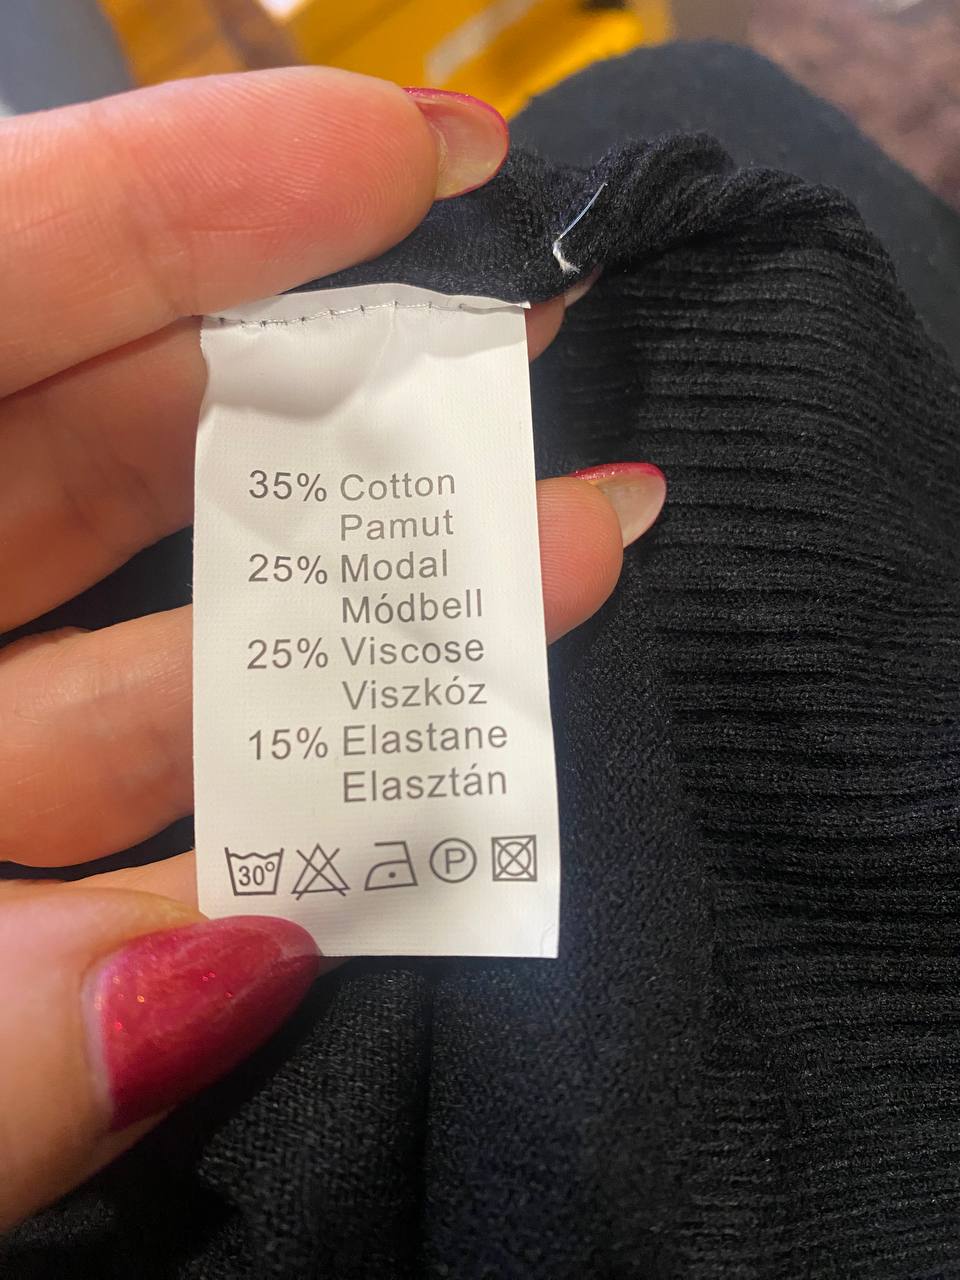 35% Cotton
Pamut
25% Modal
Módbell
25% Viscose
Viszkóz
15% Elastane
Elasztán
30° P